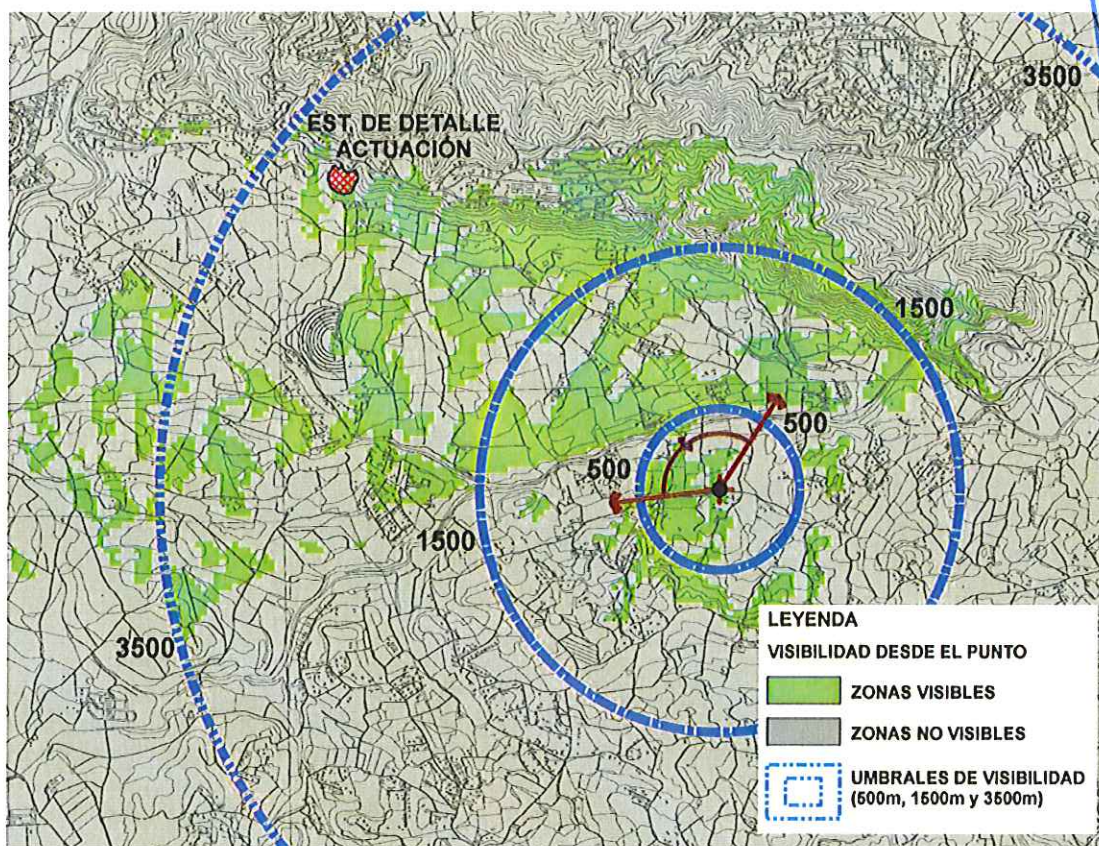 3500
EST. DE DETALLE
ACTUACIÓN
1500
500
500
1500
3500
LEYENDA
VISIBILIDAD DESDE EL PUNTO
ZONAS VISIBLES
ZONAS NO VISIBLES
UMBRALES DE VISIBILIDAD
(500m, 1500m y 3500m)